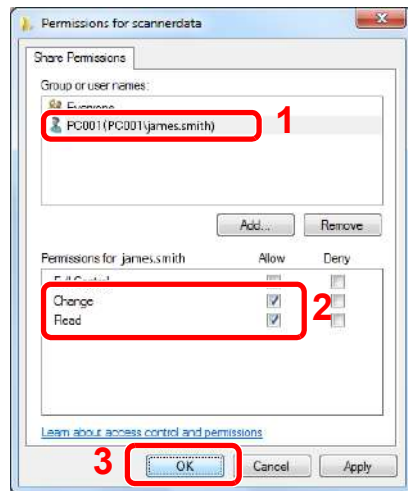 Permissions for scannerdata
Share Permissions
Group or user names:
Everyone
PC001(PC001\james.smith)
1
Add...
Remove
Permissions for james.smith Allow Deny
Full Control
Change
Read
2
Learn about access control and permissions
3
OK
Cancel
Apply